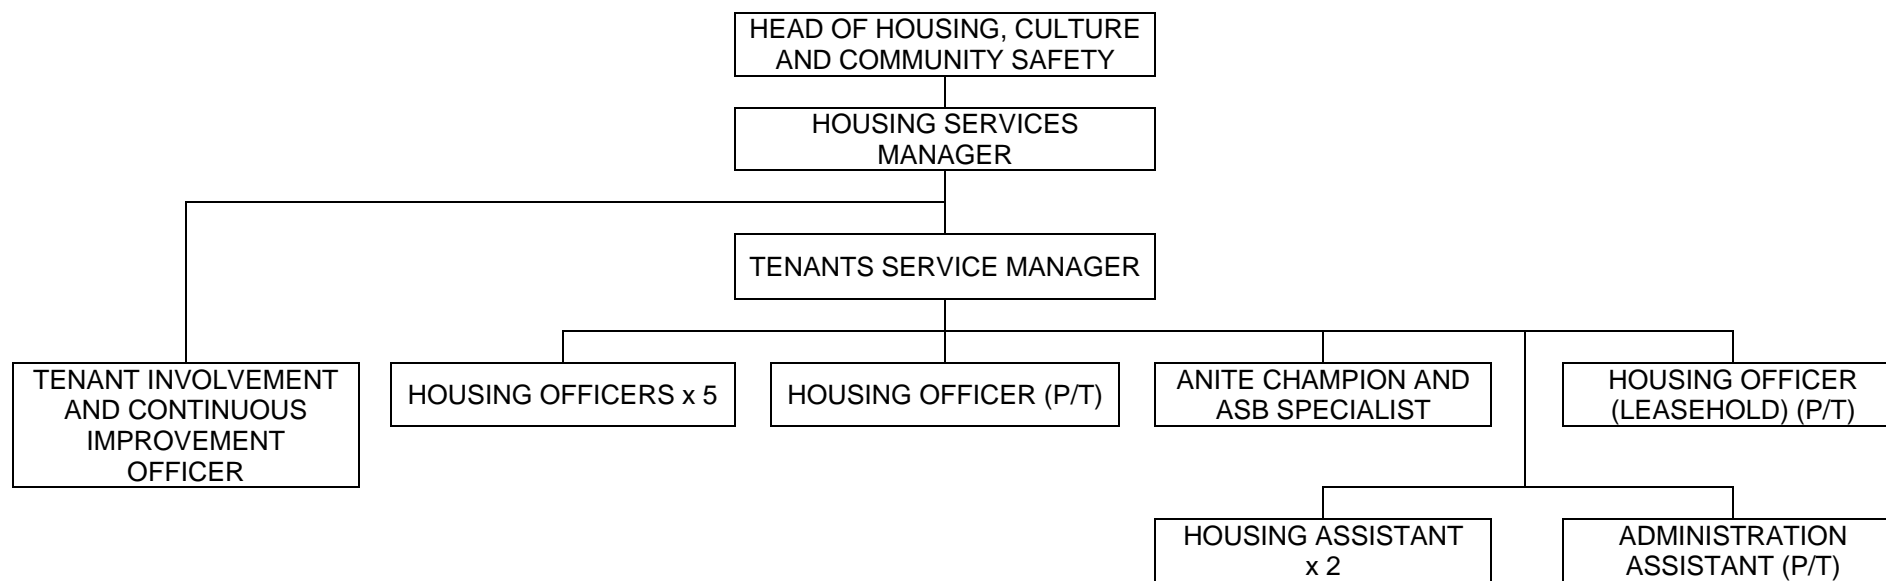 HEAD OF HOUSING, CULTURE
AND COMMUNITY SAFETY
HOUSING SERVICES
MANAGER
TENANTS SERVICE MANAGER
TENANT INVOLVEMENT
AND CONTINUOUS
IMPROVEMENT
OFFICER
HOUSING OFFICERS x 5
HOUSING OFFICER (P/T)
ANITE CHAMPION AND
ASB SPECIALIST
HOUSING OFFICER
(LEASEHOLD) (P/T)
HOUSING ASSISTANT
x 2
ADMINISTRATION
ASSISTANT (P/T)